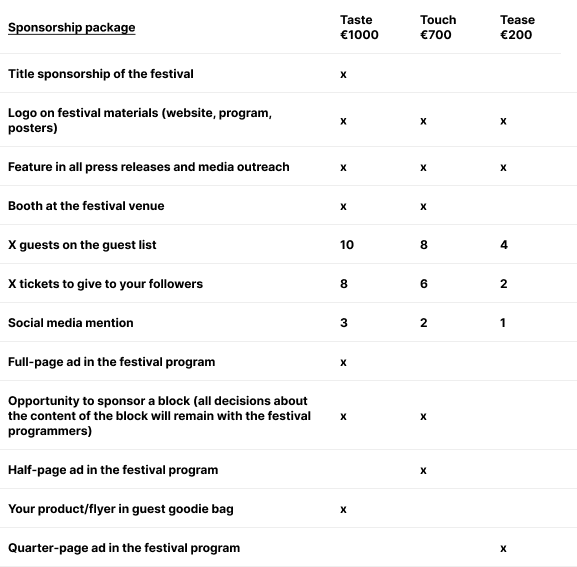 Sponsorship package Taste €1000 Touch €700 Tease €200
Title sponsorship of the festival x
Logo on festival materials (website, program,
posters) x x x
Feature in all press releases and media outreach x x x
Booth at the festival venue x x
X guests on the guest list 10 8 4
X tickets to give to your followers 8 6 2
Social media mention 3 2 1
Full-page ad in the festival program x
Opportunity to sponsor a block (all decisions about
the content of the block will remain with the festival x x
programmers)
Half-page ad in the festival program x
Your product/flyer in guest goodie bag x
Quarter-page ad in the festival program x